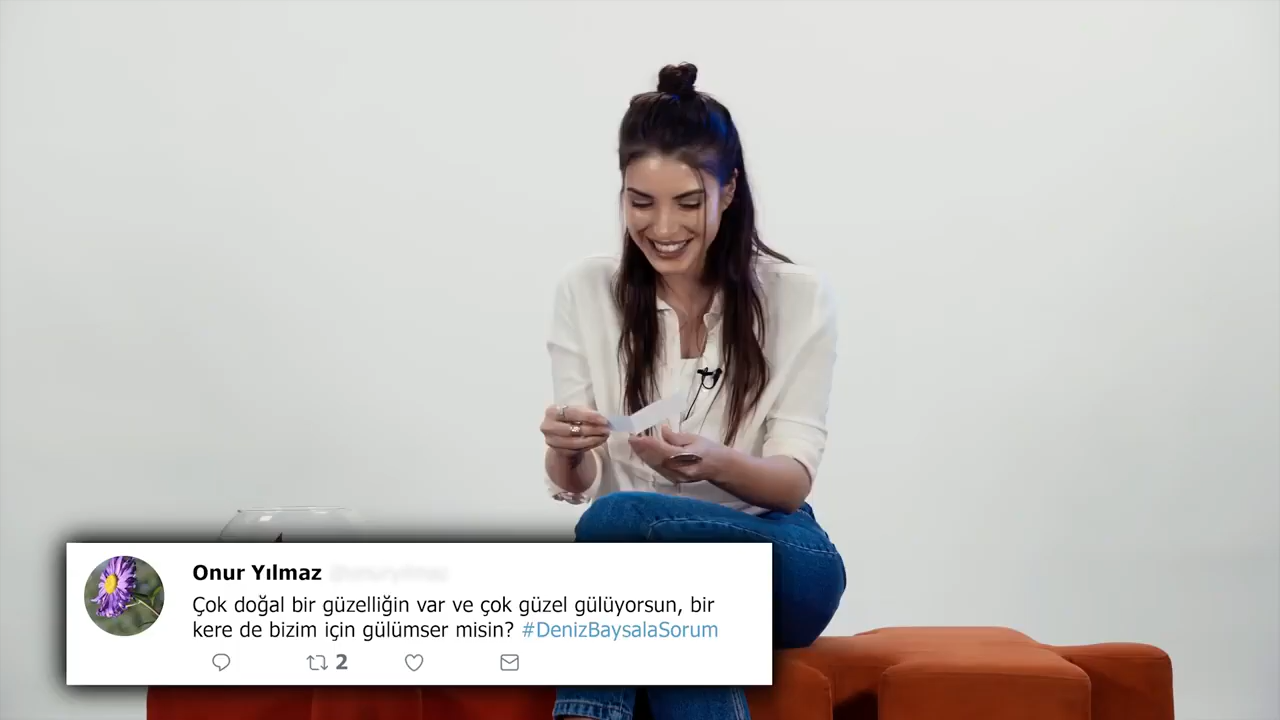 Onur Yılmaz
Çok doğal bir güzelliğin var ve çok güzel gülüyorsun, bir
kere de bizim için gülümser misin? #DenizBaysalaSorum
2